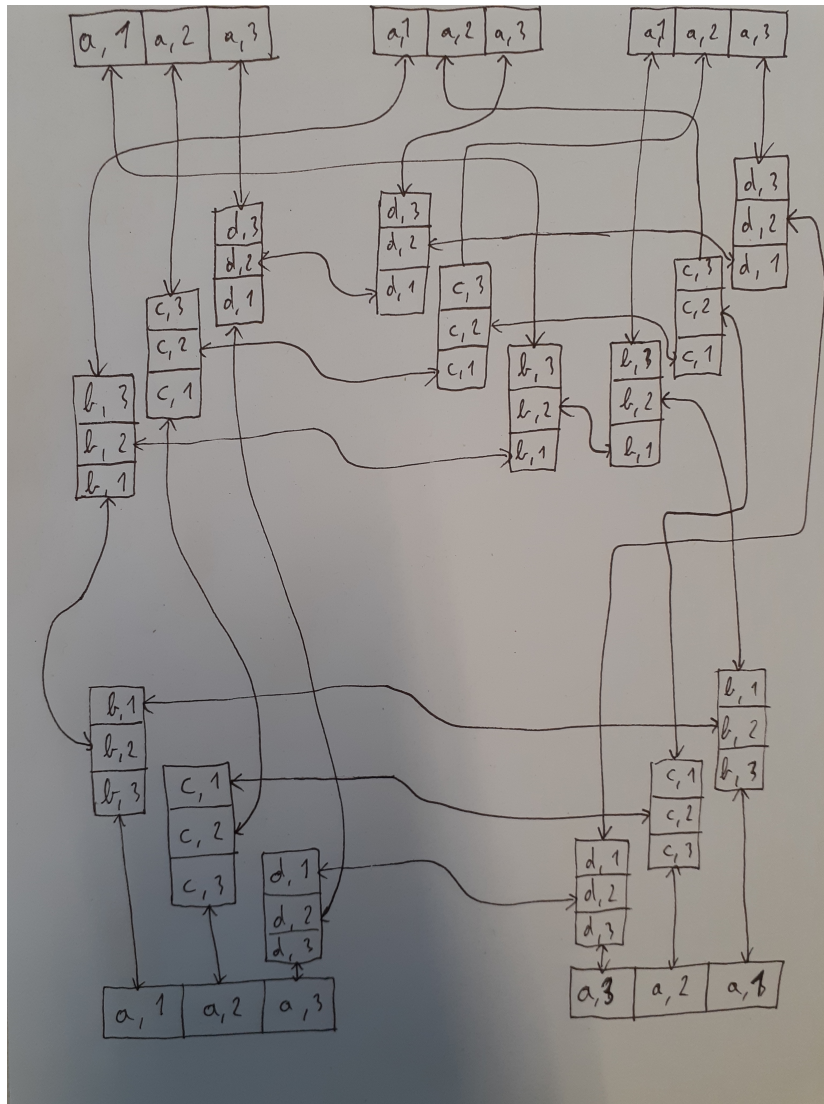 a, 1 a, 2 a, 3
a,1 a,2 a,3
a,1 a,2 a,3
d, 3
d, 2
d, 1
d, 3
d, 2
d, 1
d, 3
d, 2
d, 1
c, 3
c, 2
c, 1
c, 3
c, 2
c, 1
c, 3
c, 2
c, 1
b, 3
b, 2
b, 1
b, 3
b, 2
b, 1
b, 3
b, 2
b, 1
b, 1
b, 2
b, 3
c, 1
c, 2
c, 3
d, 1
d, 2
d, 3
b, 1
b, 2
b, 3
c, 1
c, 2
c, 3
d, 1
d, 2
d, 3
a, 1 a, 2 a, 3
a,3 a, 2 a, 1